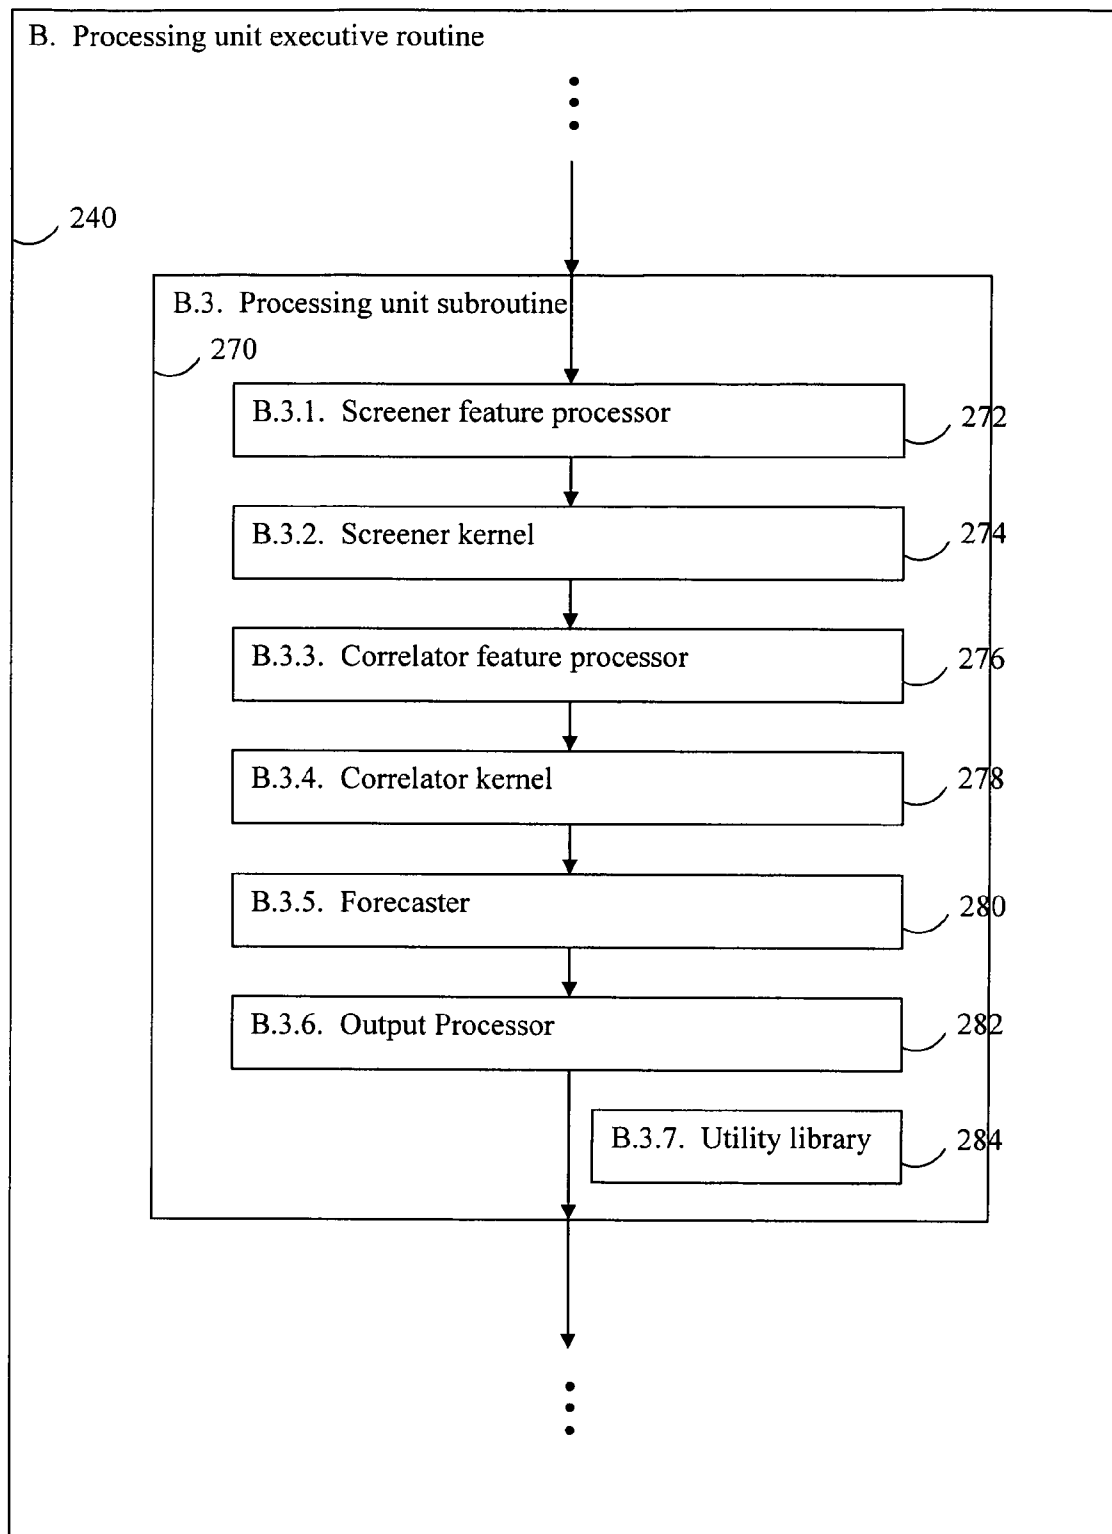 B. Processing unit executive routine
240
B.3. Processing unit subroutine
270
B.3.1. Screener feature processor
272
B.3.2. Screener kernel
274
B.3.3. Correlator feature processor
276
B.3.4. Correlator kernel
278
B.3.5. Forecaster
280
B.3.6. Output Processor
282
B.3.7. Utility library
284